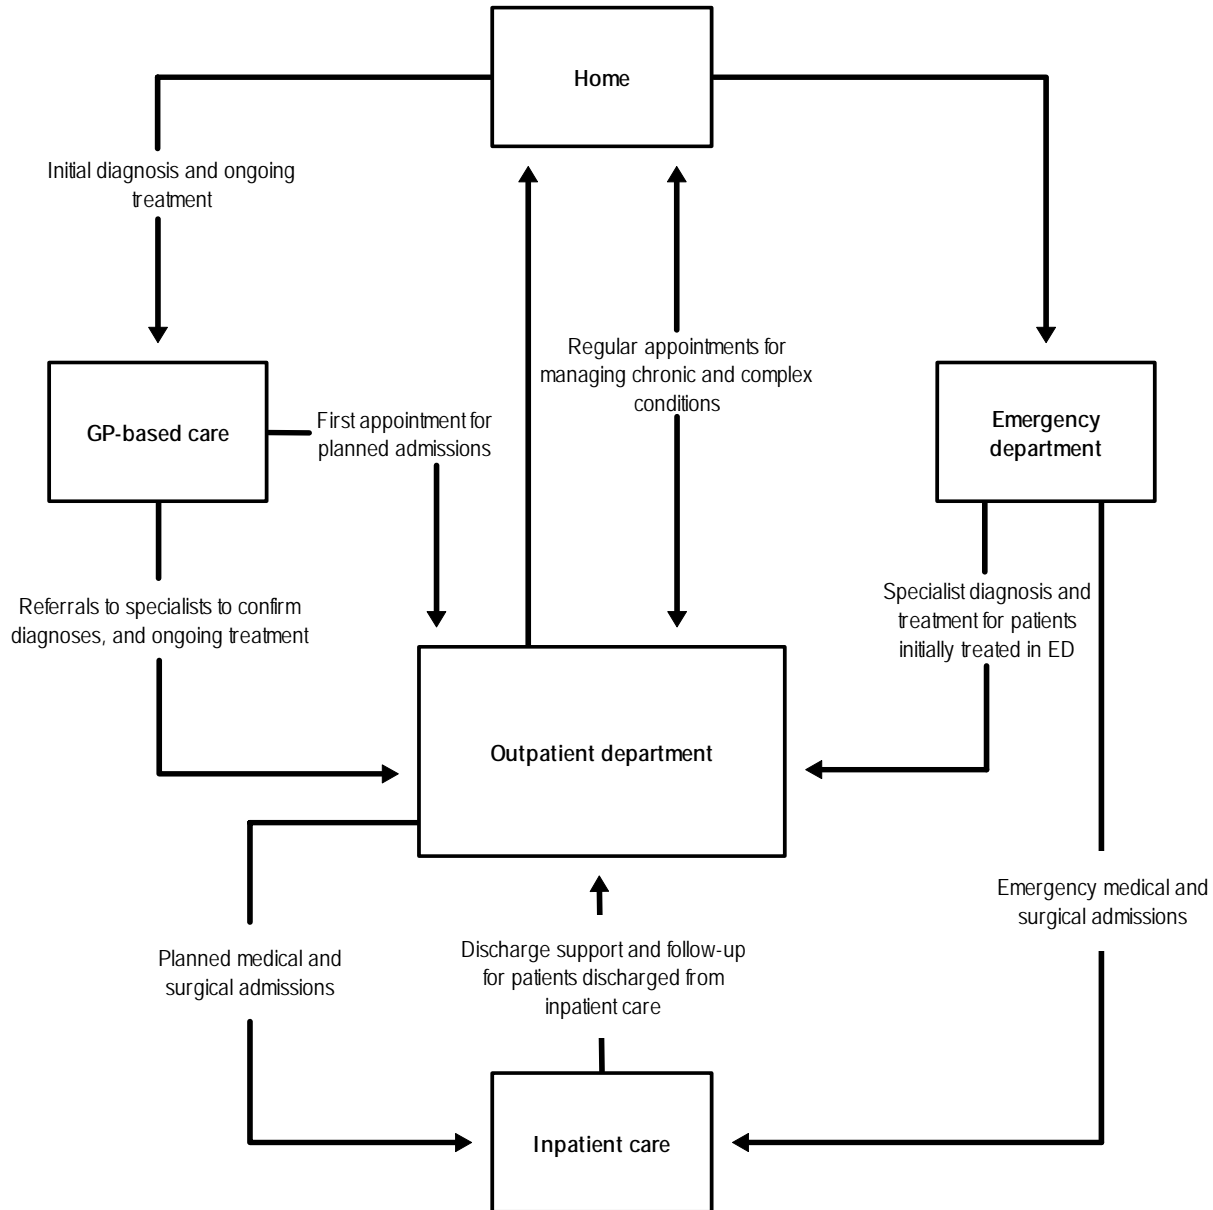 Home
Initial diagnosis and ongoing
treatment
Regular appointments for
managing chronic and complex
conditions
GP-based care
First appointment for
planned admissions
Emergency
department
Referrals to specialists to confirm
diagnoses, and ongoing treatment
Specialist diagnosis and
treatment for patients
initially treated in ED
Outpatient department
Planned medical and
surgical admissions
Discharge support and follow-up
for patients discharged from
inpatient care
Emergency medical and
surgical admissions
Inpatient care